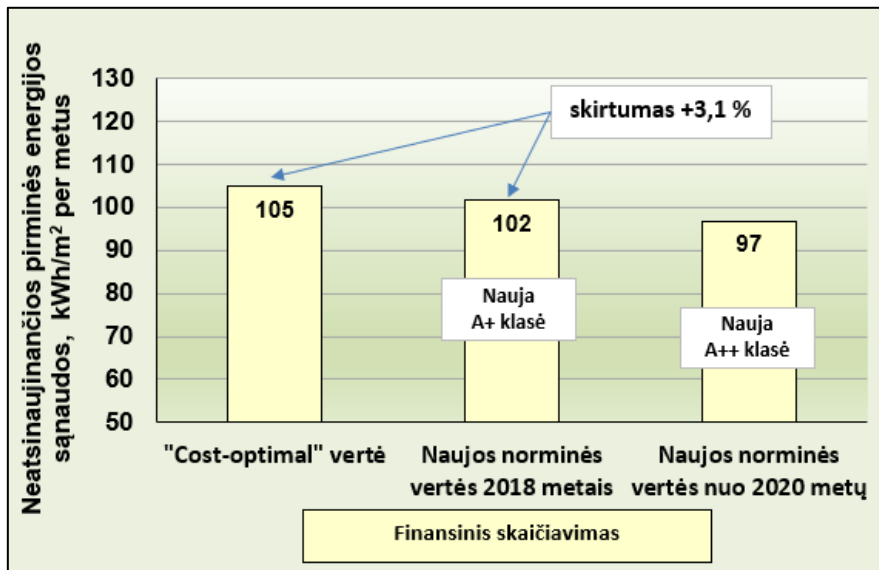 Neatsinaujinančios pirminės energijos
sąnaudos, kWh/m² per metus
130
120
110
100
90
80
70
60
50
skirtumas +3,1 %
105
102
97
Nauja
A+ klasė
Nauja
A++ klasė
"Cost-optimal" vertė
Naujos norminės
vertės 2018 metais
Naujos norminės
vertės nuo 2020 metų
Finansinis skaičiavimas